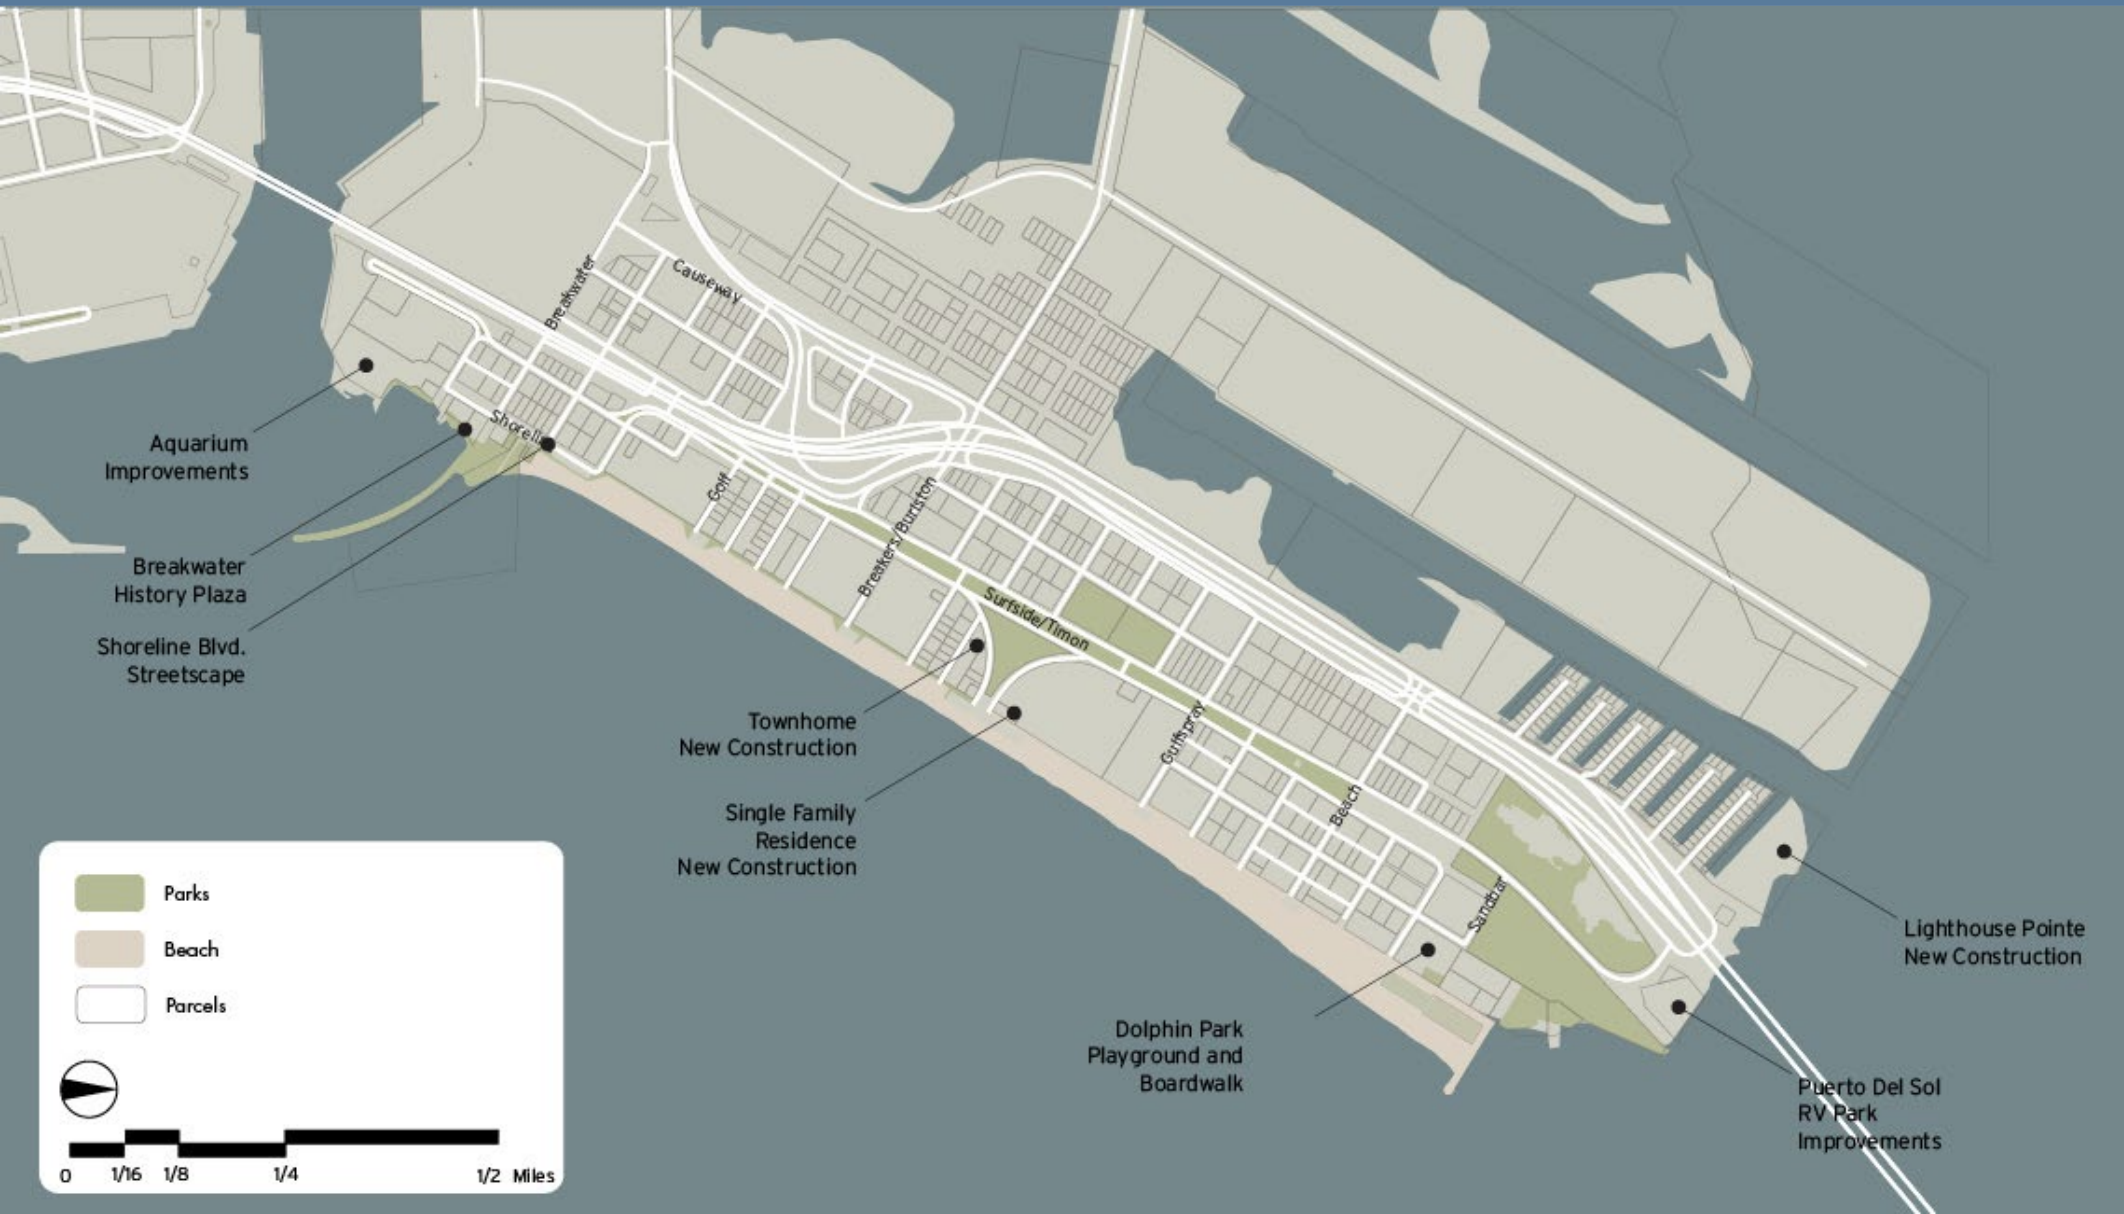 Breakwater
Causeway
Shoreli
Golf
Breakers/Burlston
Surfside/Timon
Gulfspray
Beach
Sandbar
Aquarium
Improvements
Breakwater
History Plaza
Shoreline Blvd.
Streetscape
Townhome
New Construction
Single Family
Residence
New Construction
Dolphin Park
Playground and
Boardwalk
Lighthouse Pointe
New Construction
Puerto Del Sol
RV Park
Improvements
Parks
Beach
Parcels
0 1/16 1/8 1/4 1/2 Miles